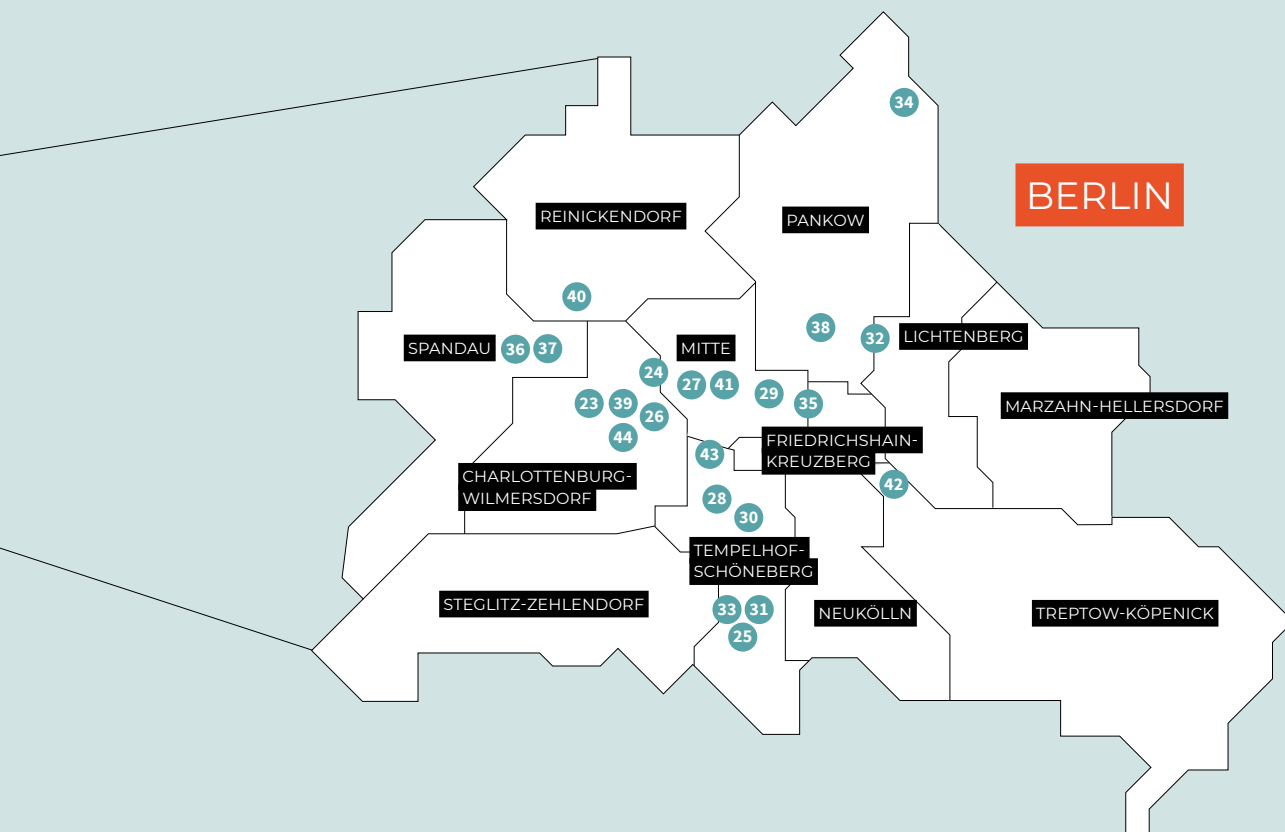 34
BERLIN
REINICKENDORF
PANKOW
40
38
32
LICHTENBERG
SPANDAU
36
37
MITTE
24
27
41
29
35
23
39
26
44
MARZAHN-HELLERSDORF
43
FRIEDRICHSHAIN-
KREUZBERG
CHARLOTTENBURG-
WILMERSDORF
42
28
30
TEMPELHOF-
SCHÖNEBERG
STEGLITZ-ZEHLENDORF
33
31
25
NEUKÖLLN
TREPTOW-KÖPENICK